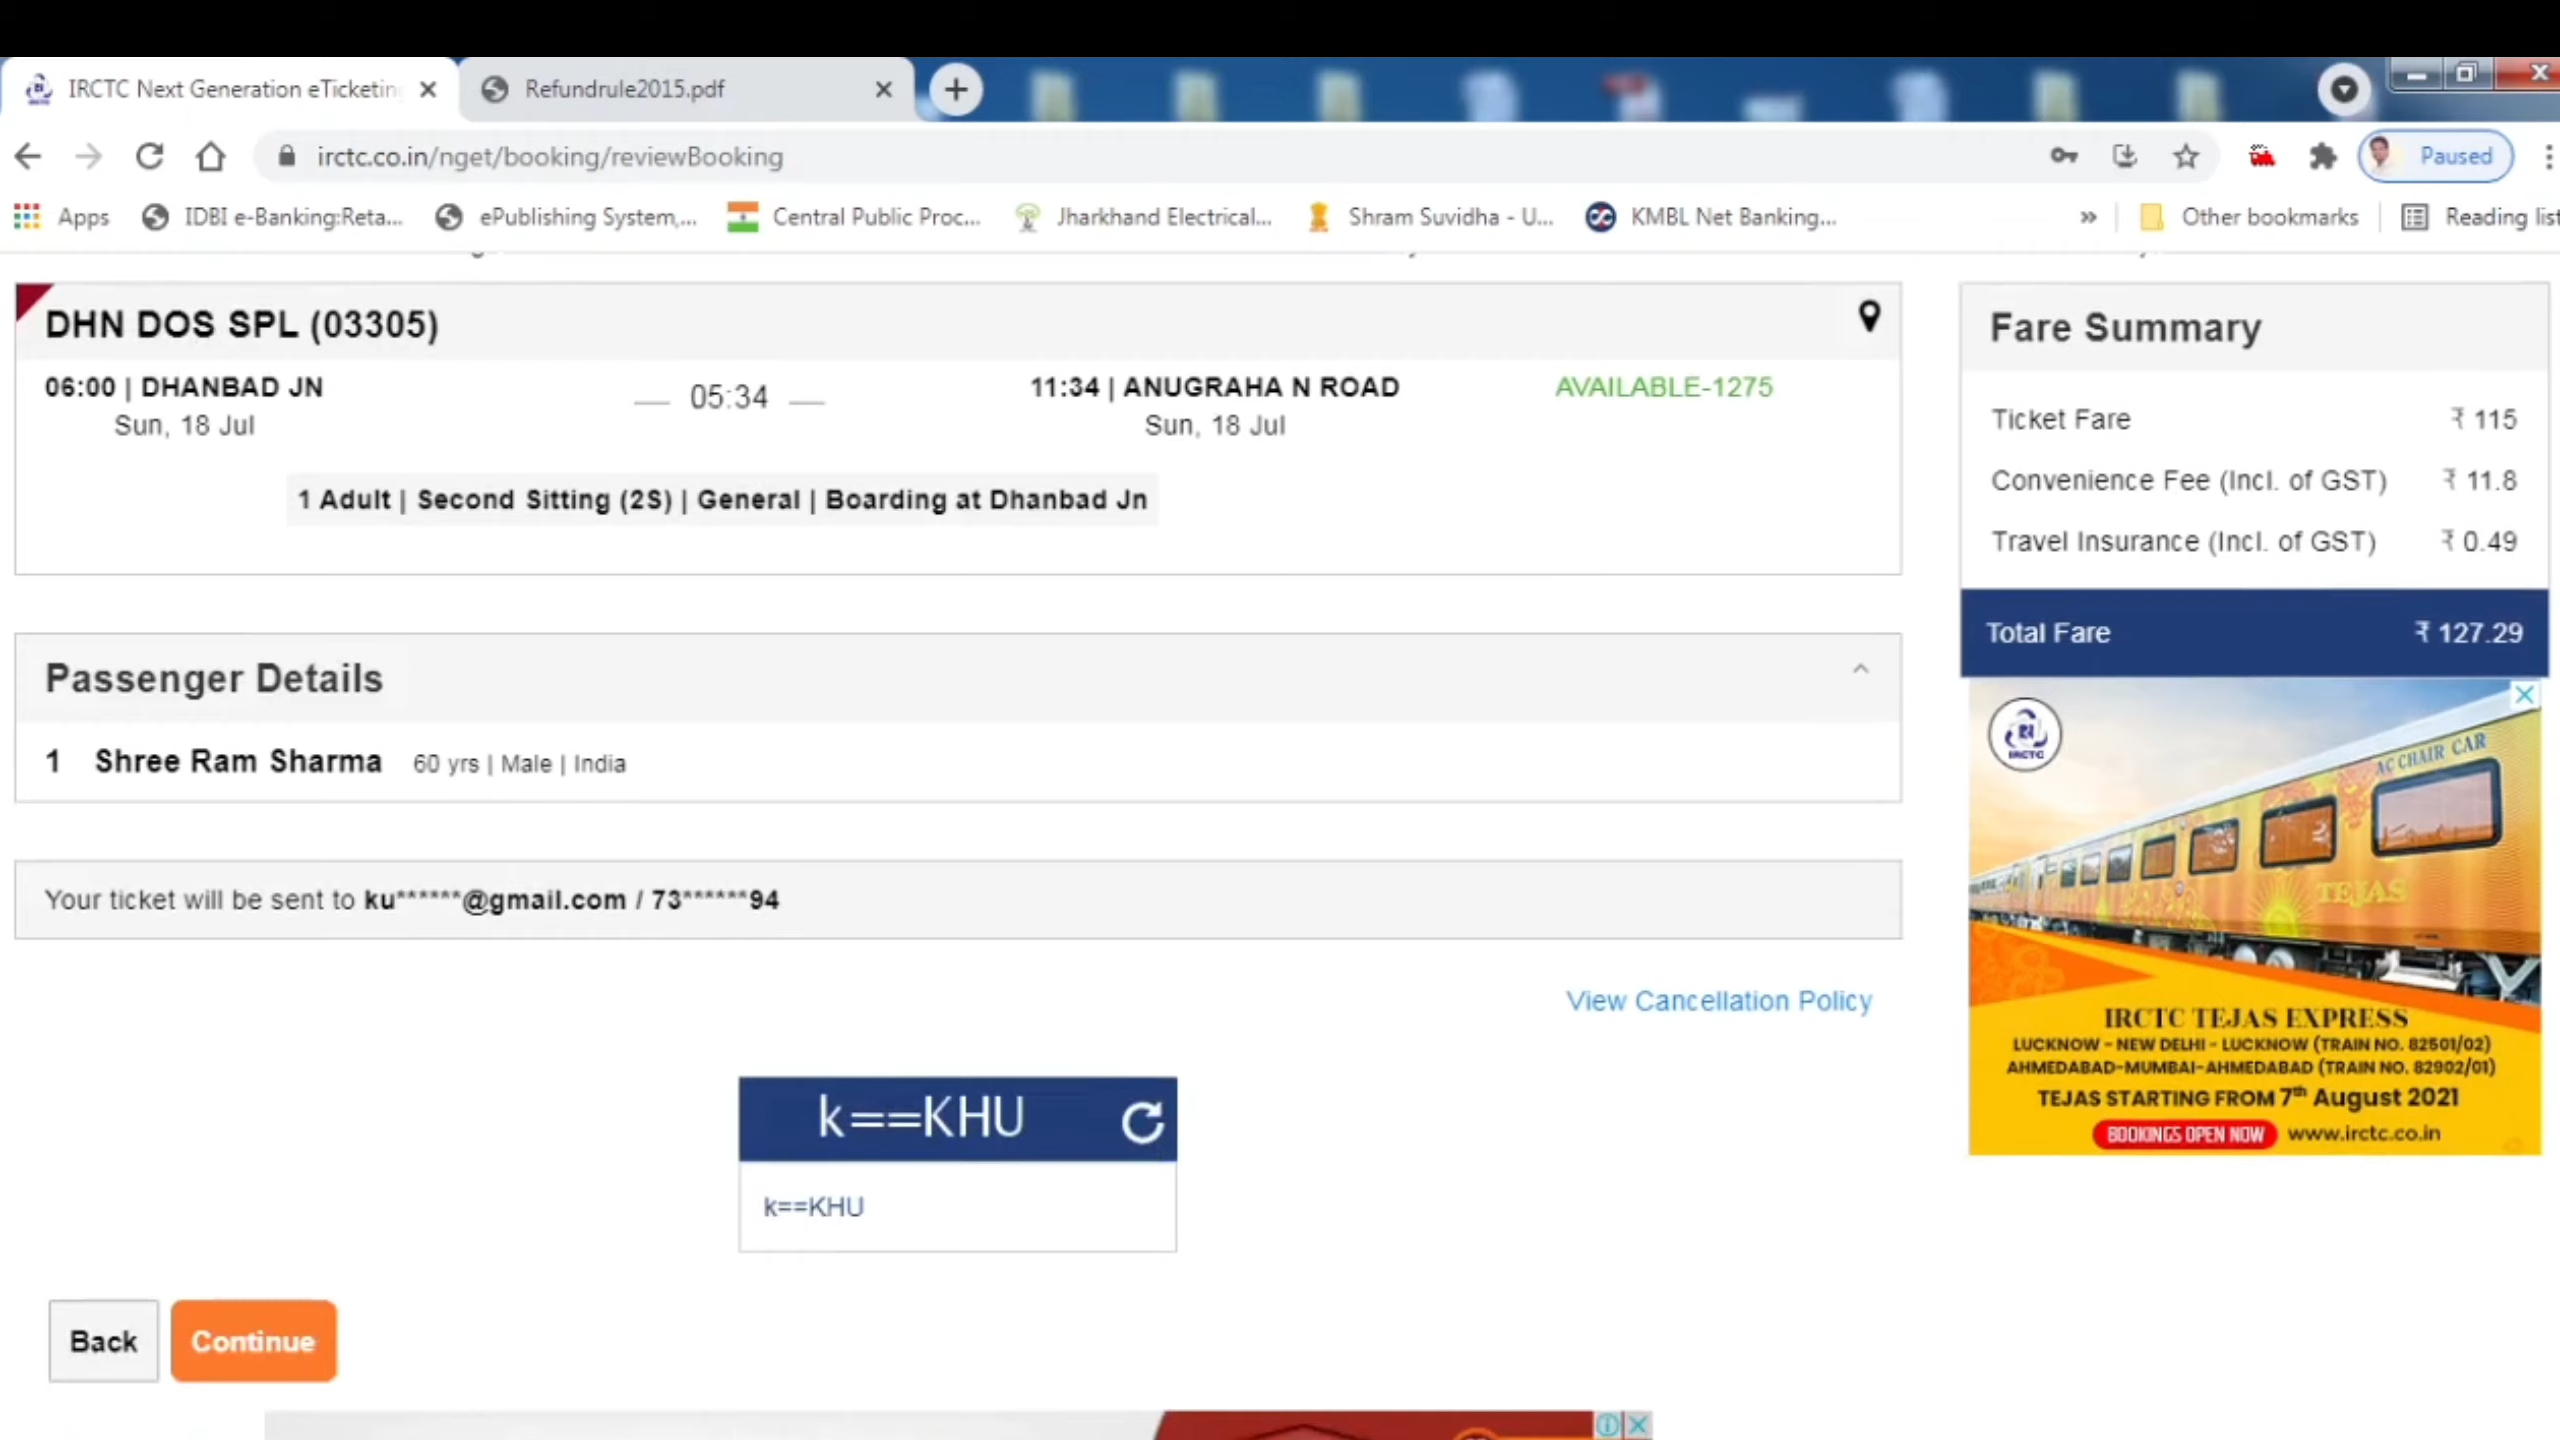 IRCTC Next Generation eTicketin
Refundrule2015.pdf
irctc.co.in/nget/booking/reviewBooking
Paused
Apps
IDBI e-Banking:Reta...
ePublishing System,...
Central Public Proc...
Jharkhand Electrical...
Shram Suvidha - U...
KMBL Net Banking...
»
Other bookmarks
Reading list
DHN DOS SPL (03305)
06:00 | DHANBAD JN
Sun, 18 Jul
— 05:34 —
11:34 | ANUGRAHA N ROAD
Sun, 18 Jul
AVAILABLE-1275
1 Adult | Second Sitting (2S) | General | Boarding at Dhanbad Jn
Fare Summary
Ticket Fare ₹ 115
Convenience Fee (Incl. of GST) ₹ 11.8
Travel Insurance (Incl. of GST) ₹ 0.49
Total Fare ₹ 127.29
Passenger Details
1 Shree Ram Sharma 60 yrs | Male | India
Your ticket will be sent to ku******@gmail.com / 73******94
View Cancellation Policy
k==KHU
k==KHU
Back
Continue
IRCTC
AC CHAIR CAR
TEJAS
IRCTC TEJAS EXPRESS
LUCKNOW - NEW DELHI - LUCKNOW (TRAIN NO. 82501/02)
AHMEDABAD-MUMBAI-AHMEDABAD (TRAIN NO. 82902/01)
TEJAS STARTING FROM 7th August 2021
BOOKINGS OPEN NOW www.irctc.co.in